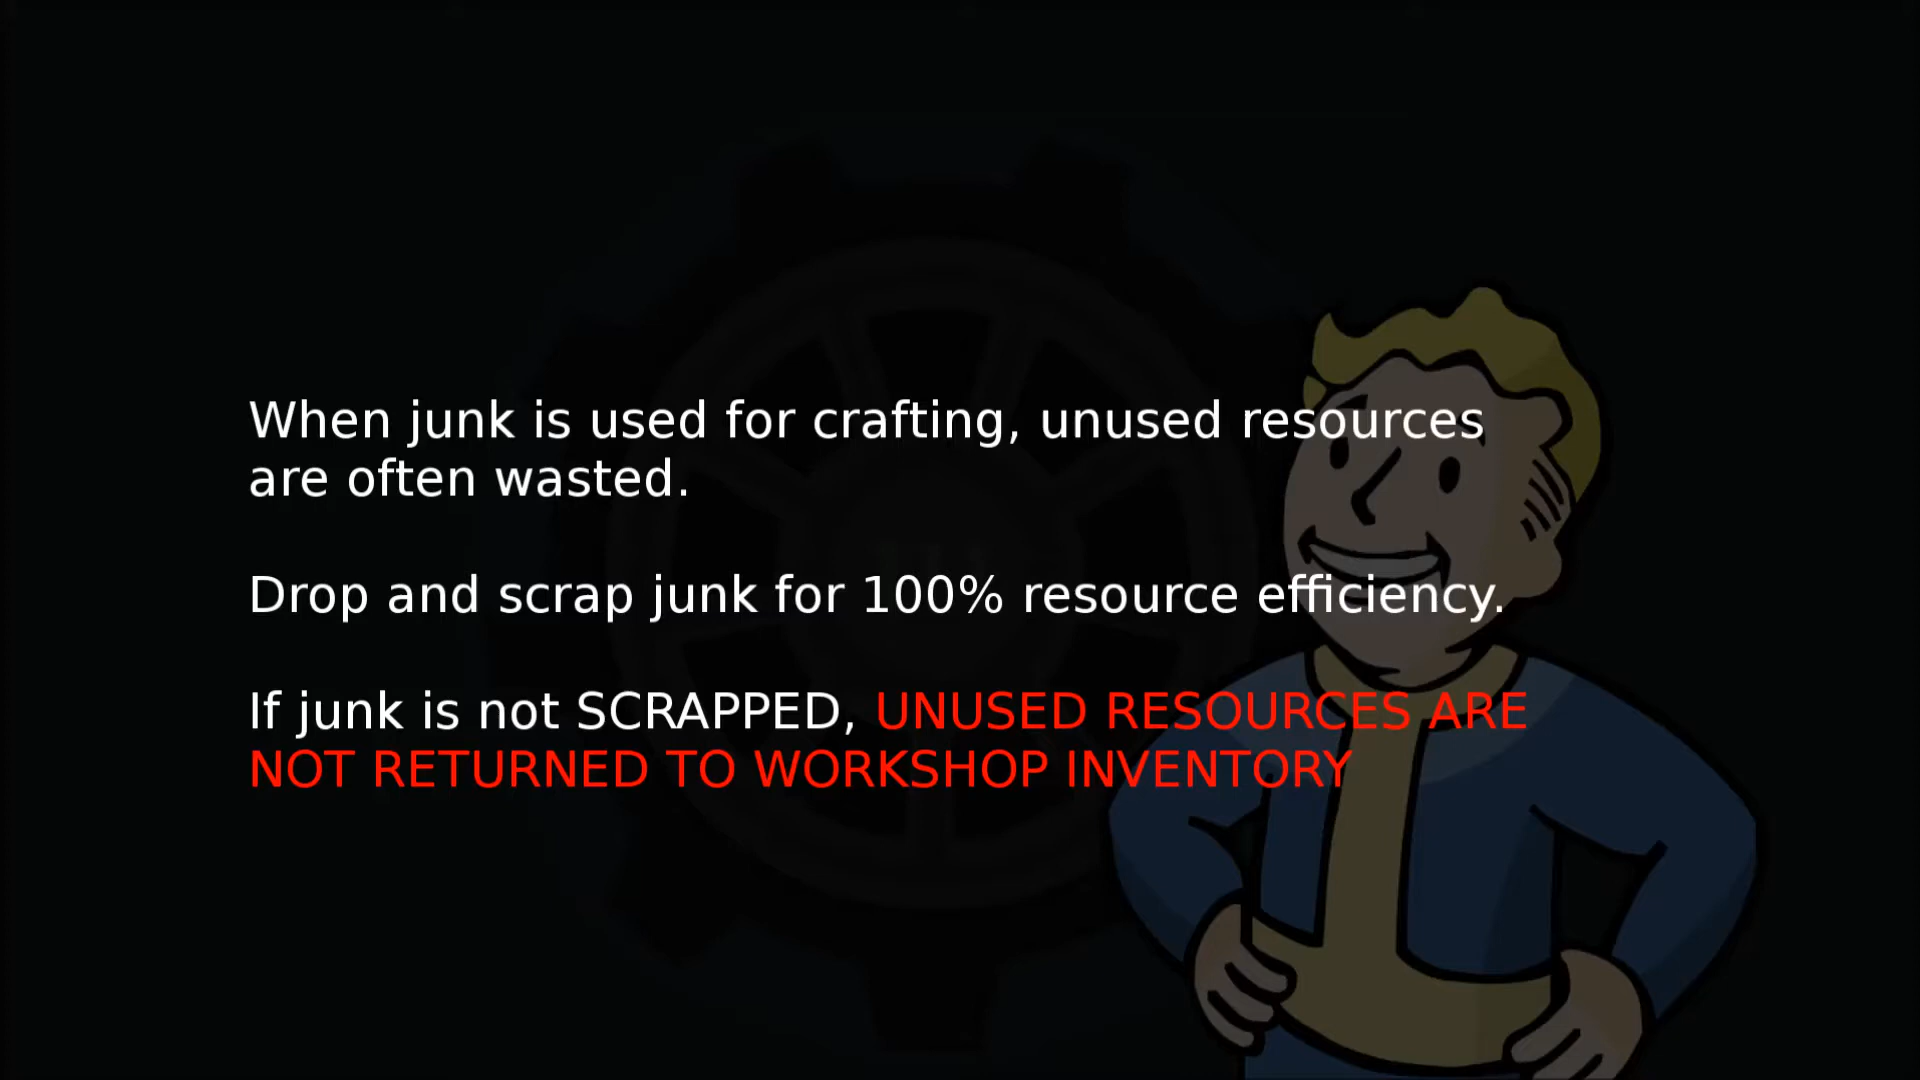 When junk is used for crafting, unused resources
are often wasted.
Drop and scrap junk for 100% resource efficiency.
If junk is not SCRAPPED, UNUSED RESOURCES ARE
NOT RETURNED TO WORKSHOP INVENTORY